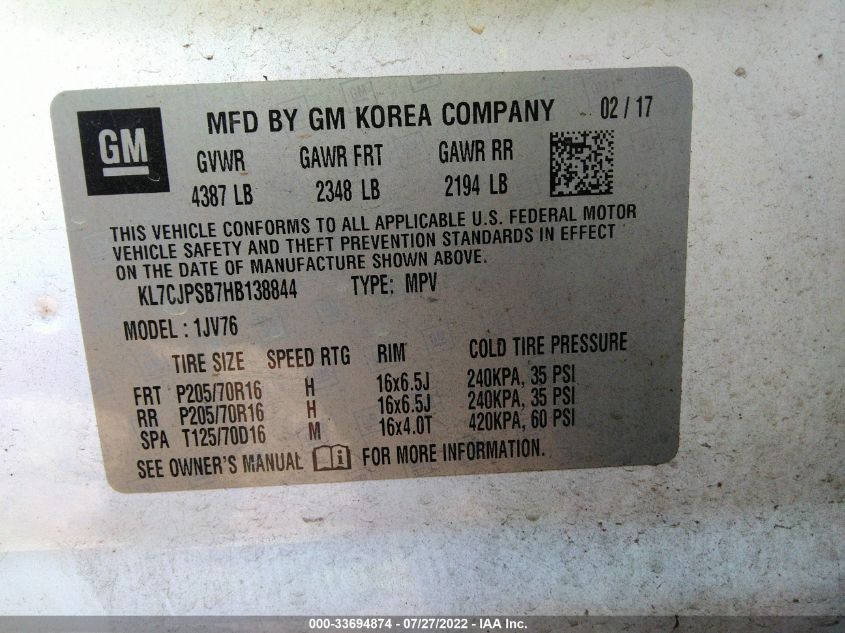 GM
MFD BY GM KOREA COMPANY 02 / 17
GVWR GAWR FRT GAWR RR
4387 LB 2348 LB 2194 LB
THIS VEHICLE CONFORMS TO ALL APPLICABLE U.S. FEDERAL MOTOR
VEHICLE SAFETY AND THEFT PREVENTION STANDARDS IN EFFECT
ON THE DATE OF MANUFACTURE SHOWN ABOVE.
KL7CJPSB7HB138844 TYPE: MPV
MODEL : 1JV76
TIRE SIZE SPEED RTG RIM COLD TIRE PRESSURE
FRT P205/70R16 H 16x6.5J 240KPA, 35 PSI
RR P205/70R16 H 16x6.5J 240KPA, 35 PSI
SPA T125/70D16 M 16x4.0T 420KPA, 60 PSI
SEE OWNER'S MANUAL i FOR MORE INFORMATION.
000-33694874 / 07/27/2022 - IAA Inc.